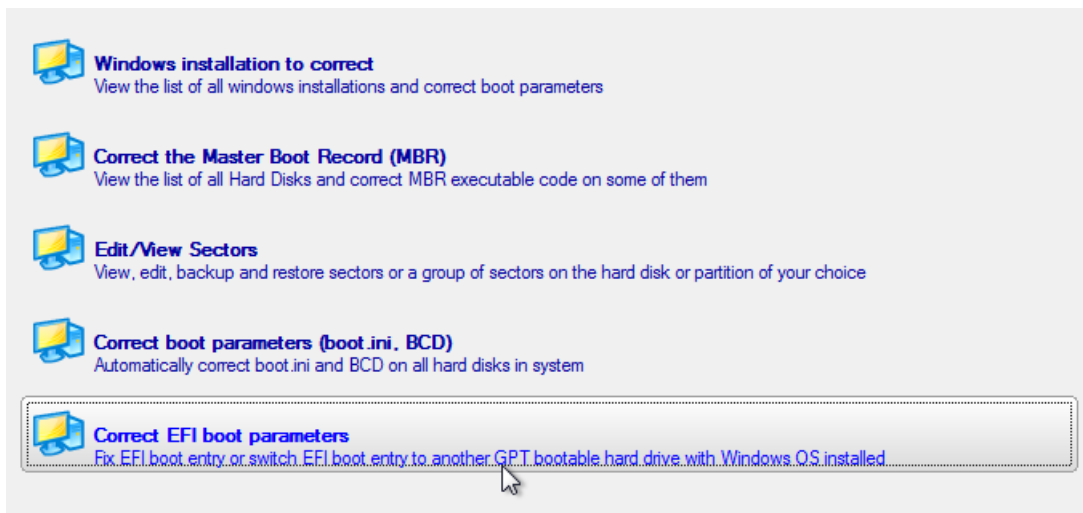 Windows installation to correct
View the list of all windows installations and correct boot parameters
Correct the Master Boot Record (MBR)
View the list of all Hard Disks and correct MBR executable code on some of them
Edit/View Sectors
View, edit, backup and restore sectors or a group of sectors on the hard disk or partition of your choice
Correct boot parameters (boot.ini, BCD)
Automatically correct boot.ini and BCD on all hard disks in system
Correct EFI boot parameters
Fix EFI boot entry or switch EFI boot entry to another GPT bootable hard drive with Windows OS installed